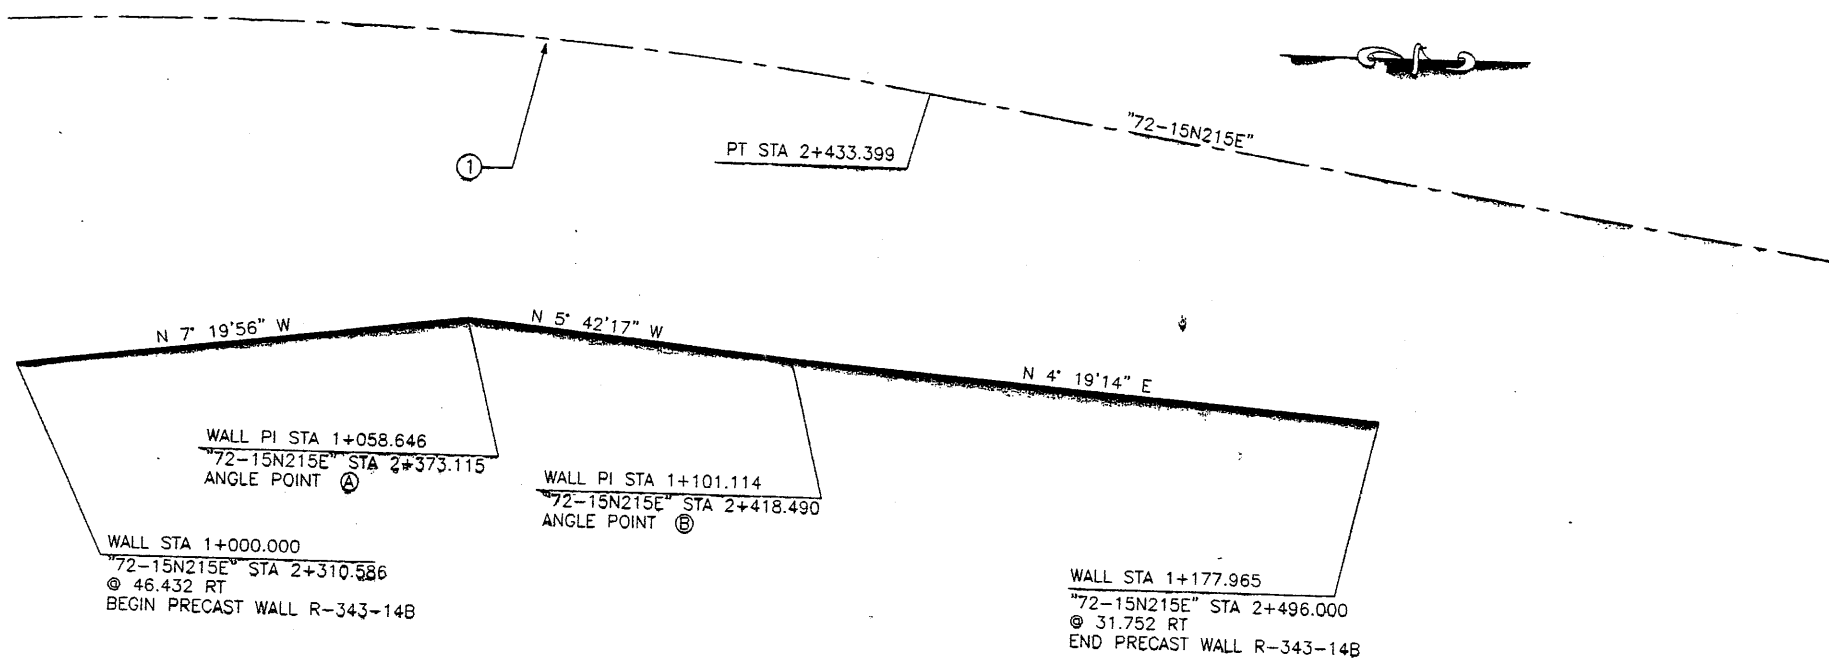 "72-15N215E"
PT STA 2+433.399
1
N 7° 19'56" W
N 5° 42'17" W
N 4° 19'14" E
WALL PI STA 1+058.646
"72-15N215E" STA 2+373.115
ANGLE POINT A
WALL PI STA 1+101.114
"72-15N215E" STA 2+418.490
ANGLE POINT B
WALL STA 1+000.000
"72-15N215E" STA 2+310.586
@ 46.432 RT
BEGIN PRECAST WALL R-343-14B
WALL STA 1+177.965
"72-15N215E" STA 2+496.000
@ 31.752 RT
END PRECAST WALL R-343-14B